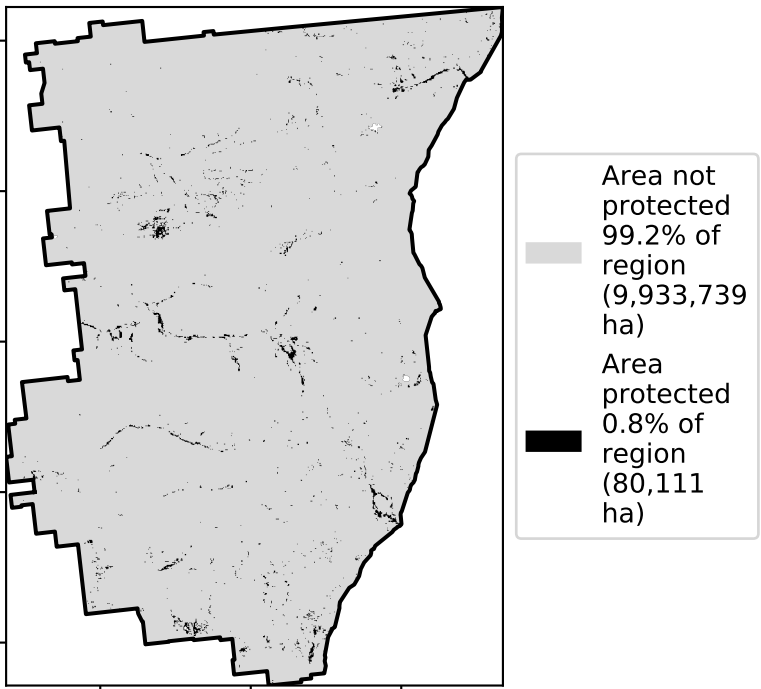 Area not
protected
99.2% of
region
(9,933,739
ha)
Area
protected
0.8% of
region
(80,111
ha)